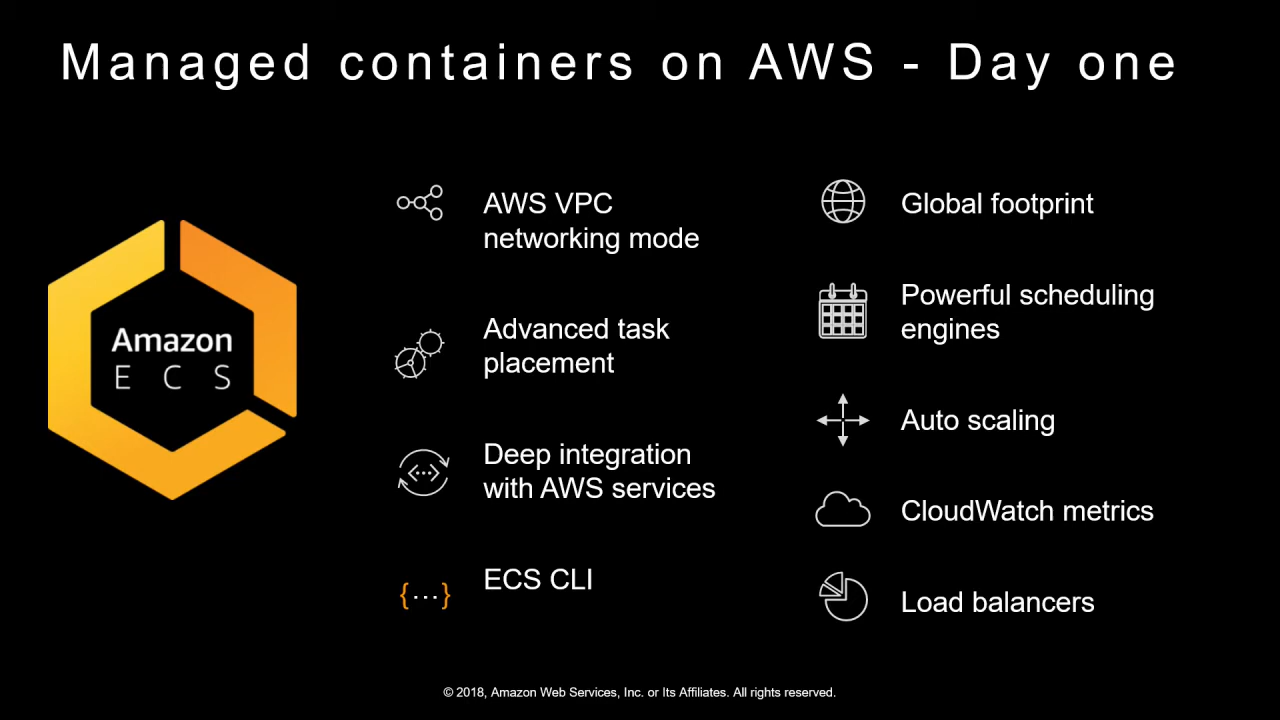 Managed containers on AWS - Day one
Amazon
ECS
AWS VPC
networking mode
Advanced task
placement
Deep integration
with AWS services
{...}
ECS CLI
Global footprint
Powerful scheduling
engines
Auto scaling
CloudWatch metrics
Load balancers
© 2018, Amazon Web Services, Inc. or Its Affiliates. All rights reserved.